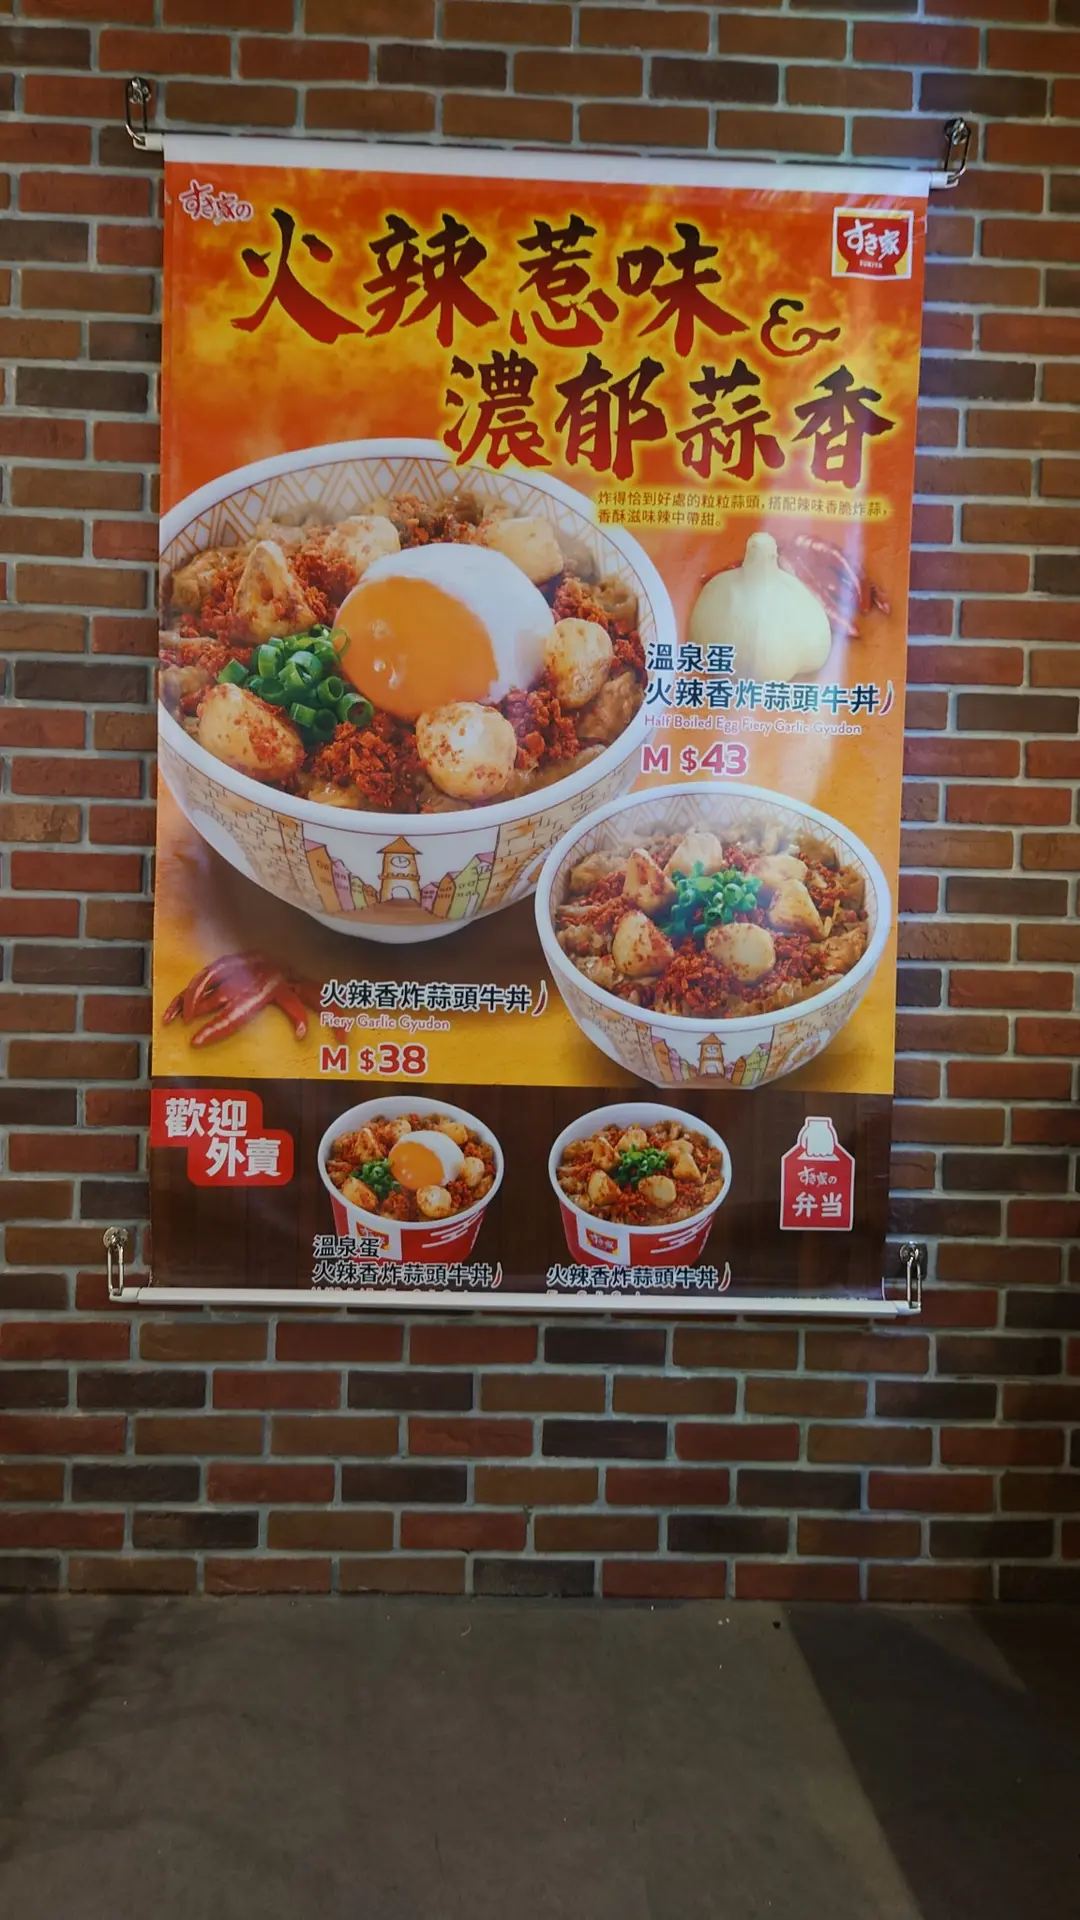 すき家の
火辣惹味&
濃郁蒜香
すき家
SUKIYA
炸得恰到好處的粒粒蒜頭,搭配辣味香脆炸蒜,
香酥滋味辣中帶甜。
溫泉蛋
火辣香炸蒜頭牛丼
Half Boiled Egg Fiery Garlic Gyudon
M $43
火辣香炸蒜頭牛丼
Fiery Garlic Gyudon
M $38
歡迎
外賣
溫泉蛋
火辣香炸蒜頭牛丼
火辣香炸蒜頭牛丼
すき家の
弁当